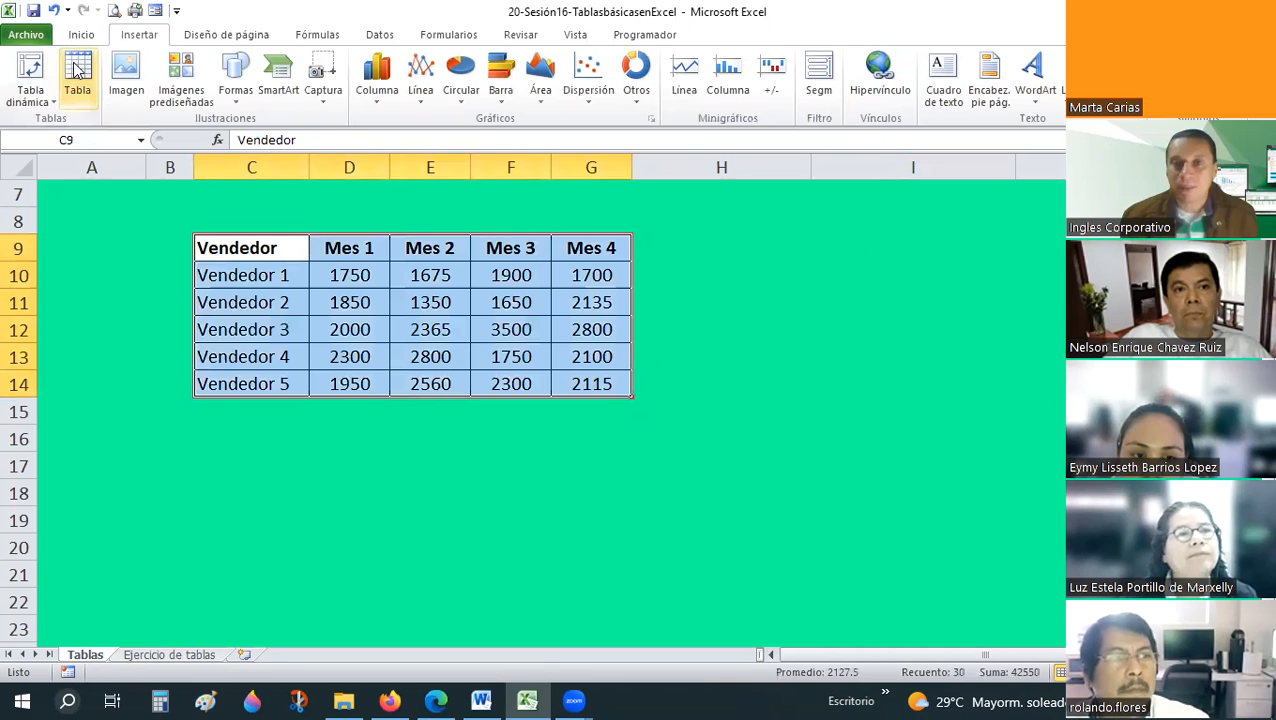 20-Sesión16-TablasbásicasenExcel - Microsoft Excel
Archivo Inicio Insertar Diseño de página Fórmulas Datos Formularios Revisar Vista Programador
Tabla dinámica
Tabla
Imagen
Imágenes prediseñadas
Formas
SmartArt
Captura
Columna
Línea
Circular
Barra
Área
Dispersión
Otros
Línea
Columna
+/-
Segm
Hipervínculo
Cuadro de texto
Encabez. pie pág.
WordArt
Tablas Ilustraciones Gráficos Minigráficos Filtro Vínculos Texto
C9 fx Vendedor
A B C D E F G H I
7
8
9 Vendedor Mes 1 Mes 2 Mes 3 Mes 4
10 Vendedor 1 1750 1675 1900 1700
11 Vendedor 2 1850 1350 1650 2135
12 Vendedor 3 2000 2365 3500 2800
13 Vendedor 4 2300 2800 1750 2100
14 Vendedor 5 1950 2560 2300 2115
15
16
17
18
19
20
21
22
23
Tablas Ejercicio de tablas
Listo Promedio: 2127.5 Recuento: 30 Suma: 42550
Escritorio » 29°C Mayorm. soleado
zoom
Marta Carias
Ingles Corporativo
Nelson Enrique Chavez Ruiz
Eymy Lisseth Barrios Lopez
Luz Estela Portillo de Marxelly
rolando.flores